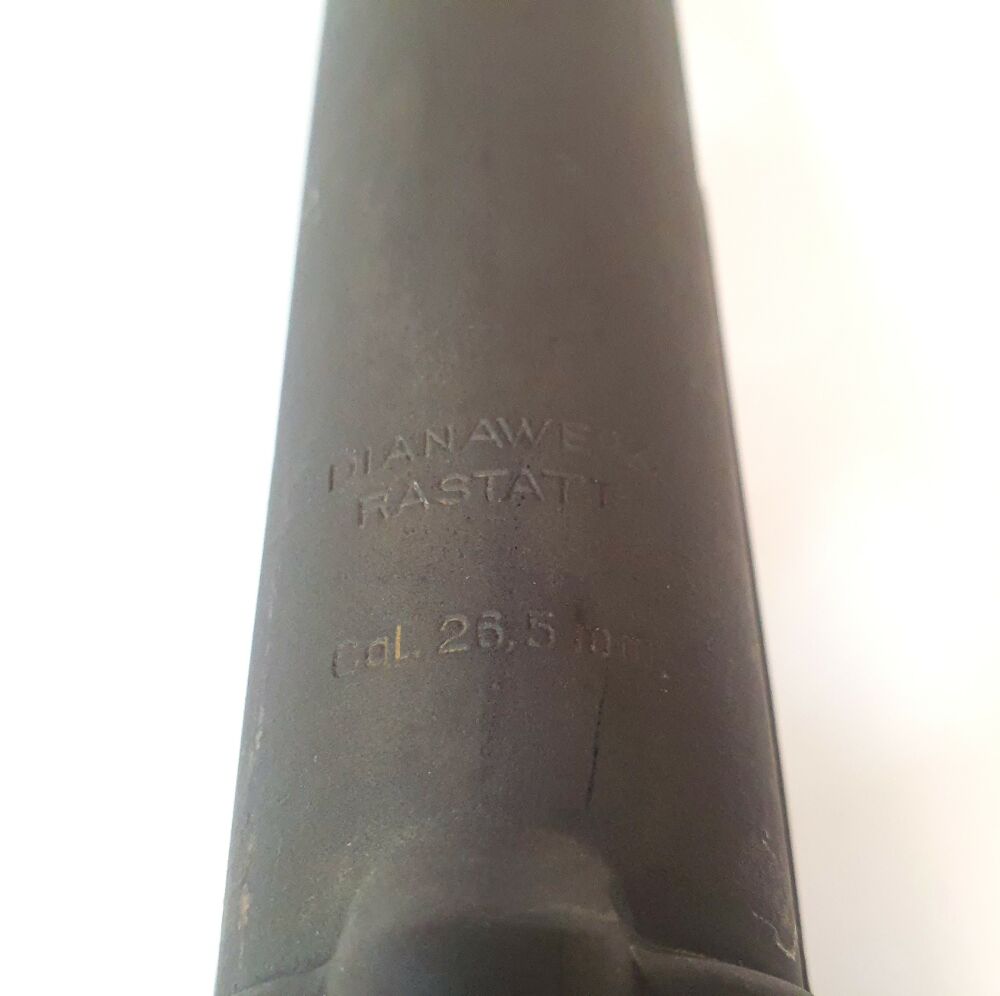 DIANAWERK
RASTATT
Cal. 26,5 mm